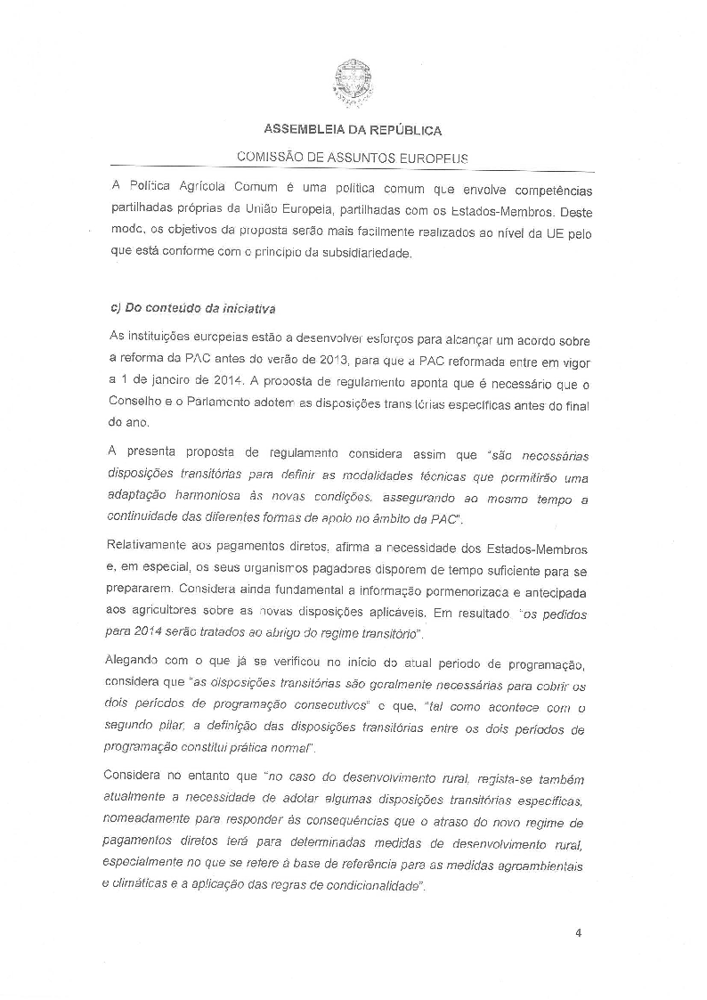 ASSEMBLEIA DA REPÚBLICA
COMISSÃO DE ASSUNTOS EUROPEUS
A Política Agrícola Comum é uma política comum que envolve competências
partilhadas próprias da União Europeia, partilhadas com os Estados-Membros. Deste
modo, os objetivos da proposta serão mais facilmente realizados ao nível da UE pelo
que está conforme com o principio da subsidiariedade.
c) Do conteúdo da iniciativa
As instituições europeias estão a desenvolver esforços para alcançar um acordo sobre
a reforma da PAC antes do verão de 2013, para que a PAC reformada entre em vigor
a 1 de janeiro de 2014. A proposta de regulamento aponta que é necessário que o
Conselho e o Parlamento adotem as disposições transitórias específicas antes do final
do ano.
A presenta proposta de regulamento considera assim que "são necessárias
disposições transitórias para definir as modalidades técnicas que permitirão uma
adaptação harmoniosa às novas condições, assegurando ao mesmo tempo a
continuidade das diferentes formas de apoio no âmbito da PAC".
Relativamente aos pagamentos diretos, afirma a necessidade dos Estados-Membros
e, em especial, os seus organismos pagadores disporem de tempo suficiente para se
prepararem. Considera ainda fundamental a informação pormenorizada e antecipada
aos agricultores sobre as novas disposições aplicáveis. Em resultado "os pedidos
para 2014 serão tratados ao abrigo do regime transitório".
Alegando com o que já se verificou no início do atual período de programação,
considera que "as disposições transitórias são geralmente necessárias para cobrir os
dois períodos de programação consecutivos" e que, "tal como acontece com o
segundo pilar, a definição das disposições transitórias entre os dois períodos de
programação constitui prática normal".
Considera no entanto que "no caso do desenvolvimento rural, regista-se também
atualmente a necessidade de adotar algumas disposições transitórias específicas,
nomeadamente para responder às consequências que o atraso do novo regime de
pagamentos diretos terá para determinadas medidas de desenvolvimento rural,
especialmente no que se refere à base de referência para as medidas agroambientais
e climáticas e a aplicação das regras de condicionalidade".
4